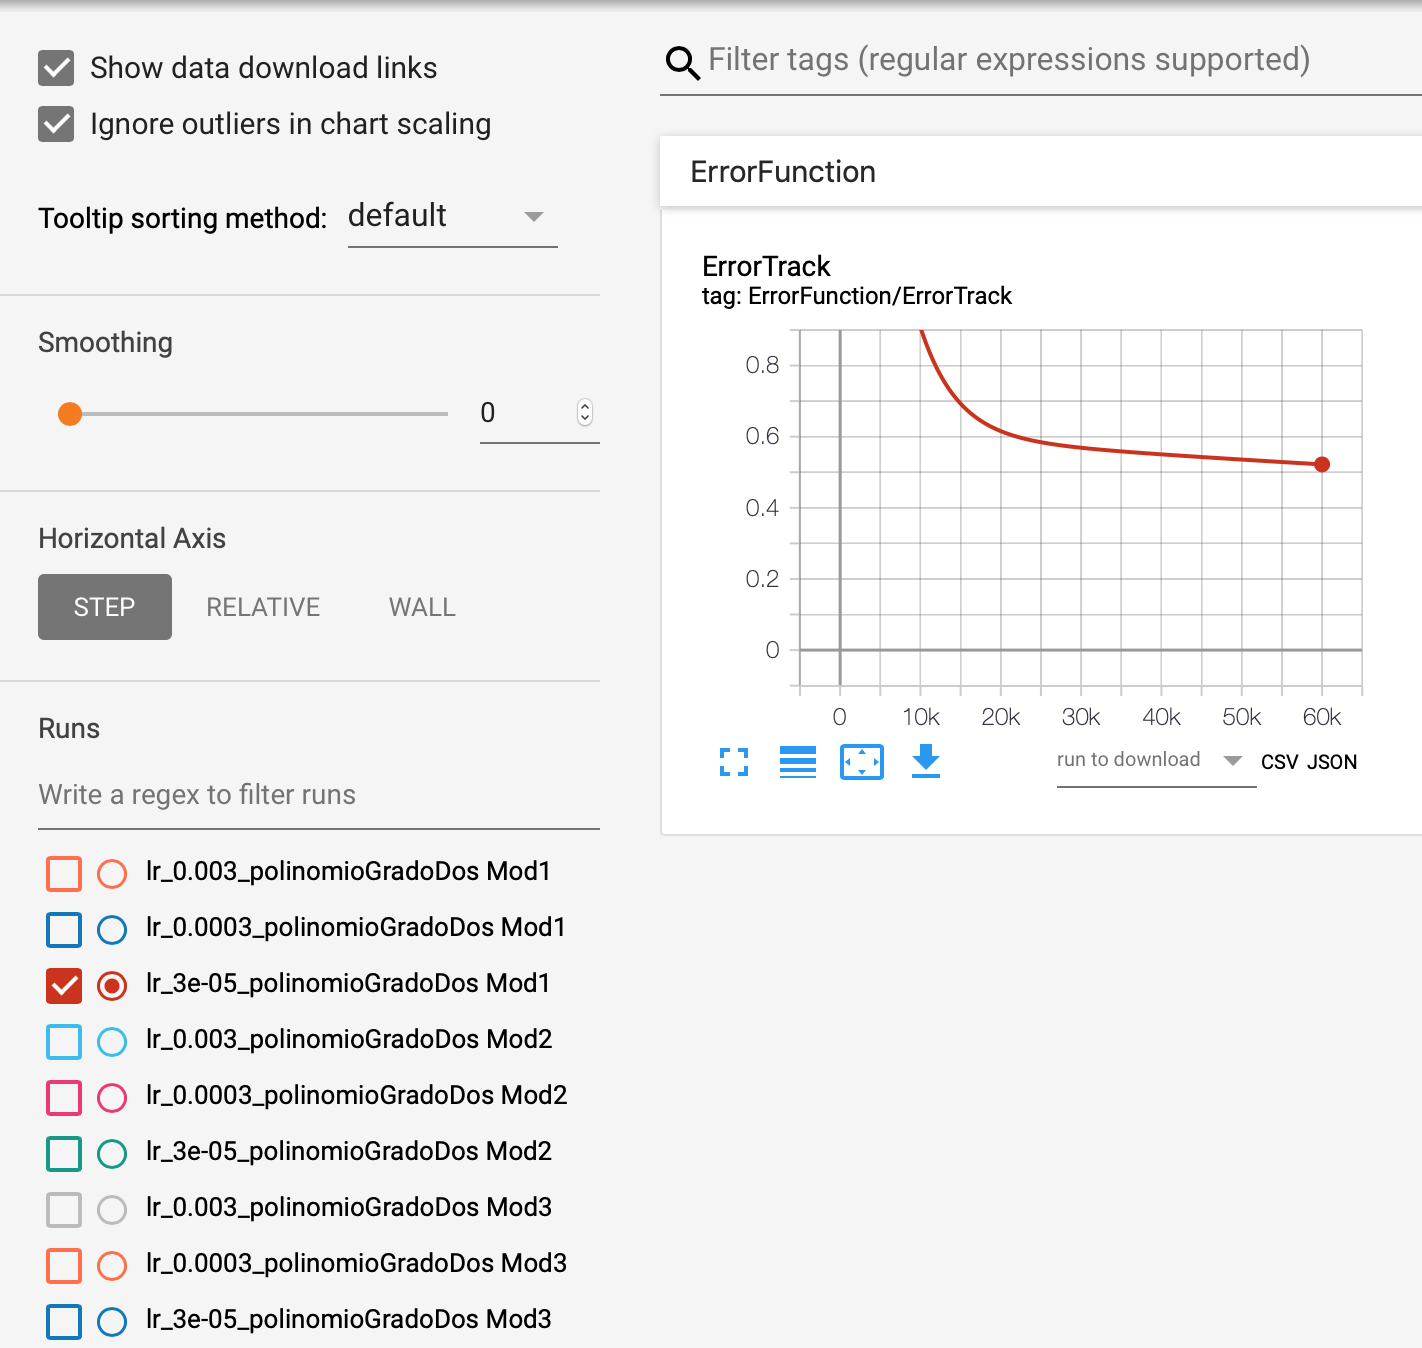 Show data download links
Ignore outliers in chart scaling
Tooltip sorting method: default
Smoothing
0
Horizontal Axis
STEP RELATIVE WALL
Runs
Write a regex to filter runs
lr_0.003_polinomioGradoDos Mod1
lr_0.0003_polinomioGradoDos Mod1
lr_3e-05_polinomioGradoDos Mod1
lr_0.003_polinomioGradoDos Mod2
lr_0.0003_polinomioGradoDos Mod2
lr_3e-05_polinomioGradoDos Mod2
lr_0.003_polinomioGradoDos Mod3
lr_0.0003_polinomioGradoDos Mod3
lr_3e-05_polinomioGradoDos Mod3
Filter tags (regular expressions supported)
ErrorFunction
ErrorTrack
tag: ErrorFunction/ErrorTrack
0.8
0.6
0.4
0.2
0
0 10k 20k 30k 40k 50k 60k
run to download CSV JSON